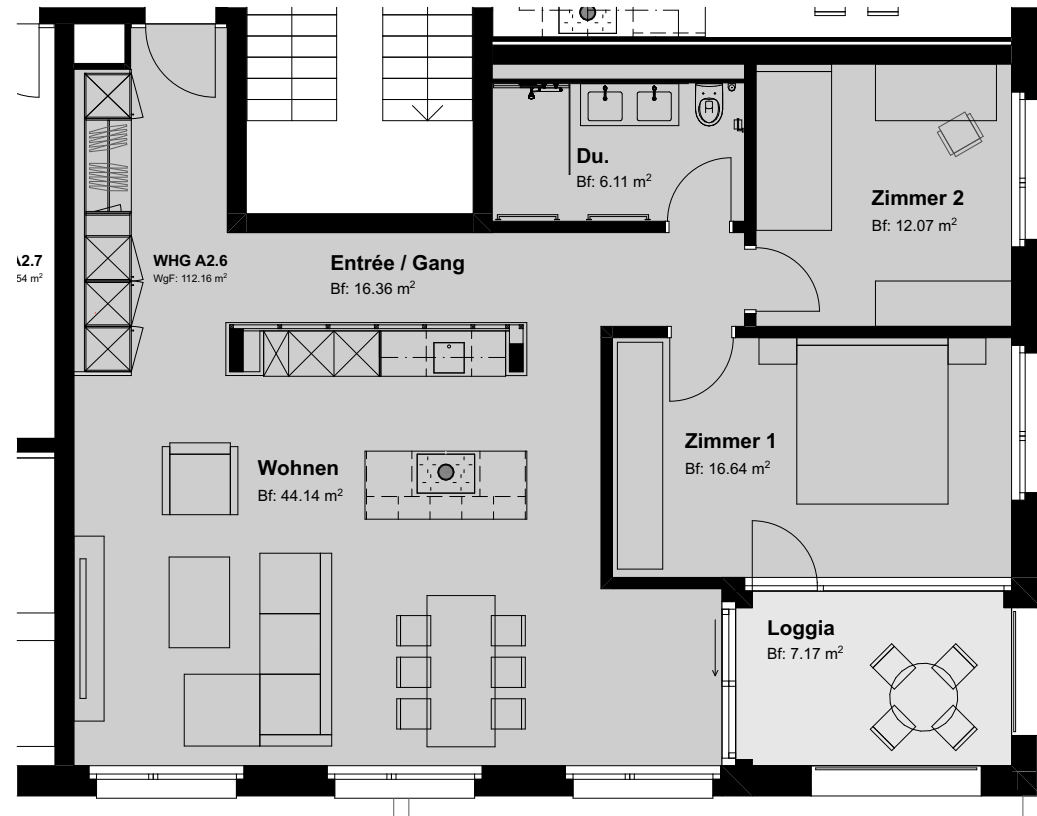 Du.
Bf: 6.11 m²
Zimmer 2
Bf: 12.07 m²
A2.7
54 m²
WHG A2.6
WgF: 112.16 m²
Entrée / Gang
Bf: 16.36 m²
Zimmer 1
Bf: 16.64 m²
Wohnen
Bf: 44.14 m²
Loggia
Bf: 7.17 m²